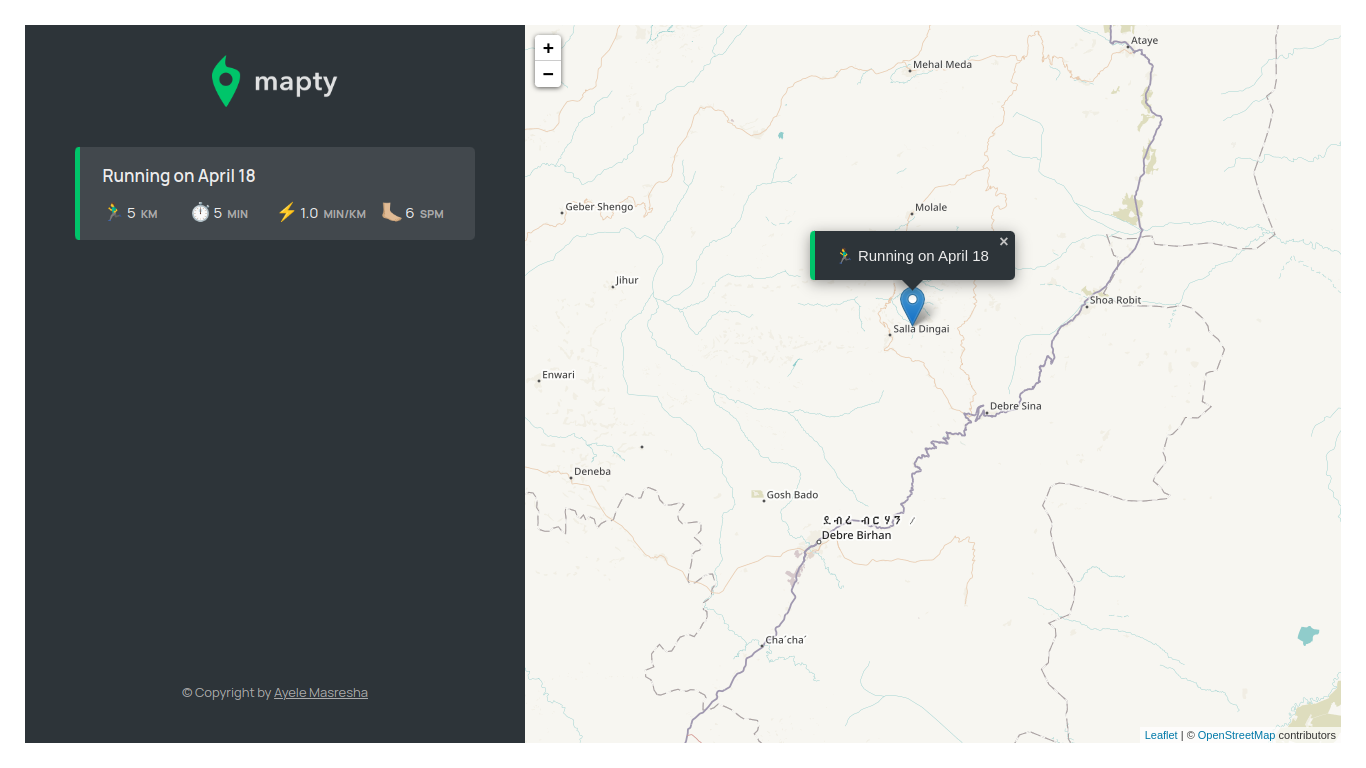 mapty
Running on April 18
5 KM
5 MIN
1.0 MIN/KM
6 SPM
© Copyright by Ayele Masresha
+
−
Ataye
Mehal Meda
Geber Shengo
Molale
Running on April 18
×
Jihur
Shoa Robit
Salla Dingai
Enwari
Debre Sina
Deneba
Gosh Bado
ደብረ ብርሃን /
Debre Birhan
Cha´cha´
Leaflet | © OpenStreetMap contributors